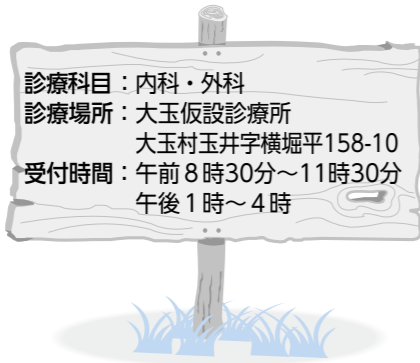 診療科目：内科・外科
診療場所：大玉仮設診療所
大玉村玉井字横堀平158-10
受付時間：午前８時30分～11時30分
午後１時～４時